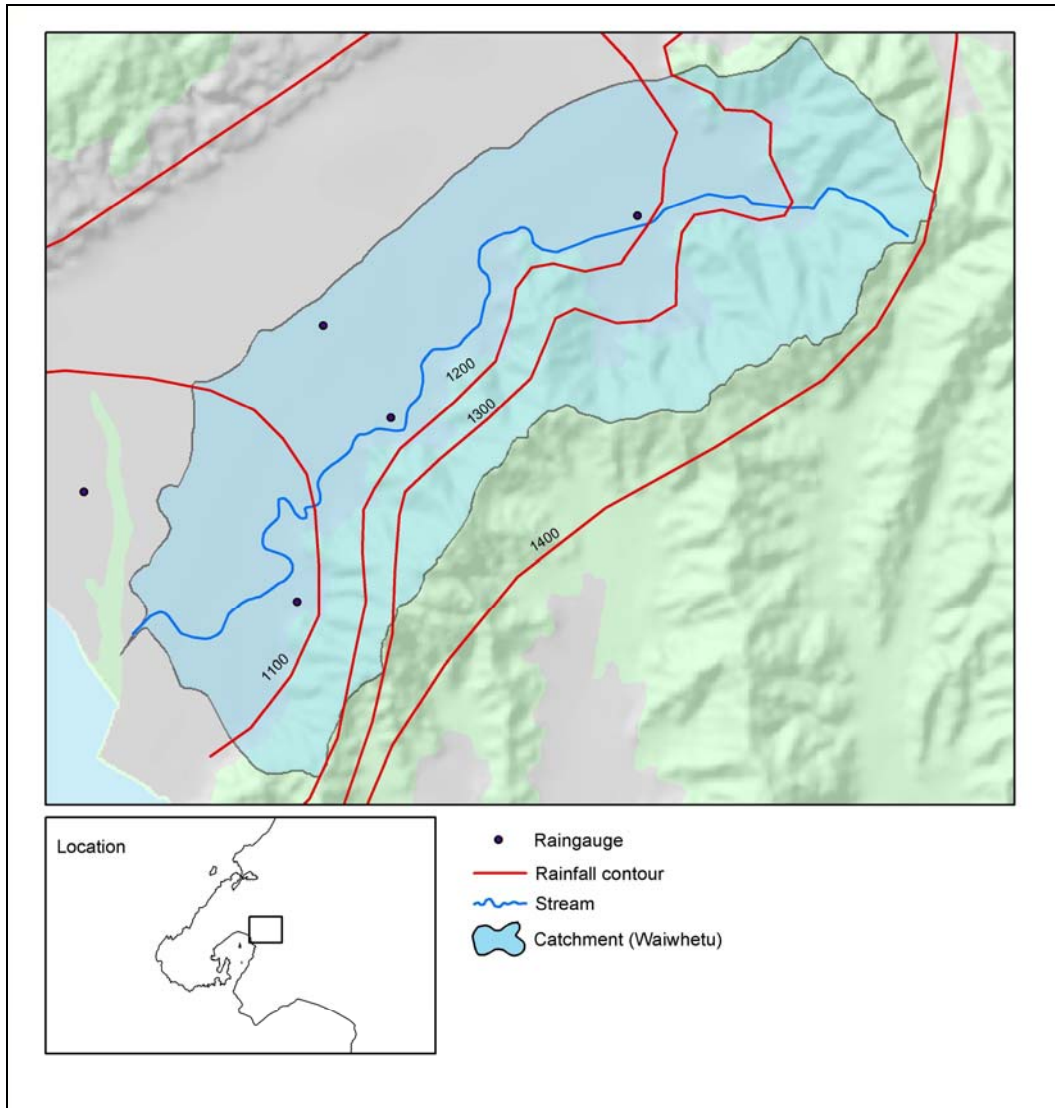 1200
1300
1400
1100
Location
Raingauge
Rainfall contour
Stream
Catchment (Waiwhetu)